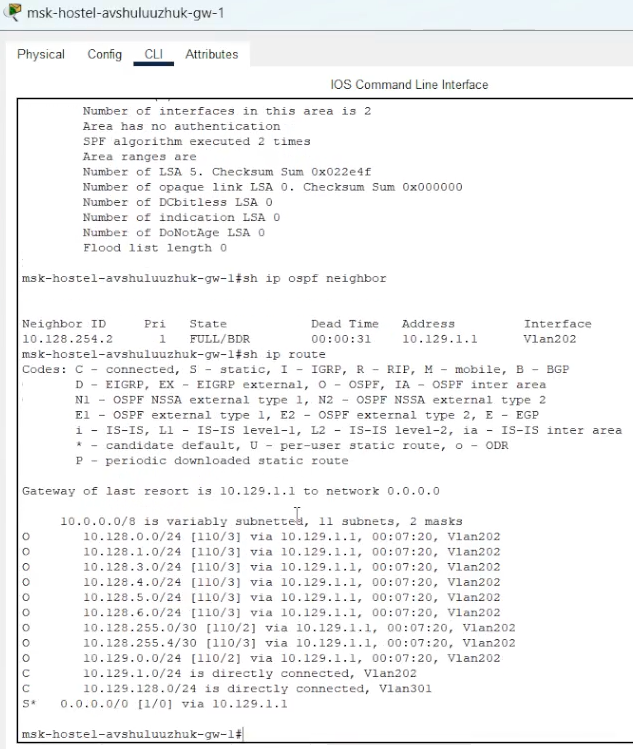 msk-hostel-avshuluuzhuk-gw-1
Physical Config CLI Attributes
IOS Command Line Interface
Number of interfaces in this area is 2
Area has no authentication
SPF algorithm executed 2 times
Area ranges are
Number of LSA 5. Checksum Sum 0x022e4f
Number of opaque link LSA 0. Checksum Sum 0x000000
Number of DCbitless LSA 0
Number of indication LSA 0
Number of DoNotAge LSA 0
Flood list length 0
msk-hostel-avshuluuzhuk-gw-1#sh ip ospf neighbor
Neighbor ID Pri State Dead Time Address Interface
10.128.254.2 1 FULL/BDR 00:00:31 10.129.1.1 Vlan202
msk-hostel-avshuluuzhuk-gw-1#sh ip route
Codes: C - connected, S - static, I - IGRP, R - RIP, M - mobile, B - BGP
D - EIGRP, EX - EIGRP external, O - OSPF, IA - OSPF inter area
N1 - OSPF NSSA external type 1, N2 - OSPF NSSA external type 2
E1 - OSPF external type 1, E2 - OSPF external type 2, E - EGP
i - IS-IS, L1 - IS-IS level-1, L2 - IS-IS level-2, ia - IS-IS inter area
* - candidate default, U - per-user static route, o - ODR
P - periodic downloaded static route
Gateway of last resort is 10.129.1.1 to network 0.0.0.0
10.0.0.0/8 is variably subnetted, 11 subnets, 2 masks
O 10.128.0.0/24 [110/3] via 10.129.1.1, 00:07:20, Vlan202
O 10.128.1.0/24 [110/3] via 10.129.1.1, 00:07:20, Vlan202
O 10.128.3.0/24 [110/3] via 10.129.1.1, 00:07:20, Vlan202
O 10.128.4.0/24 [110/3] via 10.129.1.1, 00:07:20, Vlan202
O 10.128.5.0/24 [110/3] via 10.129.1.1, 00:07:20, Vlan202
O 10.128.6.0/24 [110/3] via 10.129.1.1, 00:07:20, Vlan202
O 10.128.255.0/30 [110/2] via 10.129.1.1, 00:07:20, Vlan202
O 10.128.255.4/30 [110/3] via 10.129.1.1, 00:07:20, Vlan202
O 10.129.0.0/24 [110/2] via 10.129.1.1, 00:07:20, Vlan202
C 10.129.1.0/24 is directly connected, Vlan202
C 10.129.128.0/24 is directly connected, Vlan301
S* 0.0.0.0/0 [1/0] via 10.129.1.1
msk-hostel-avshuluuzhuk-gw-1#